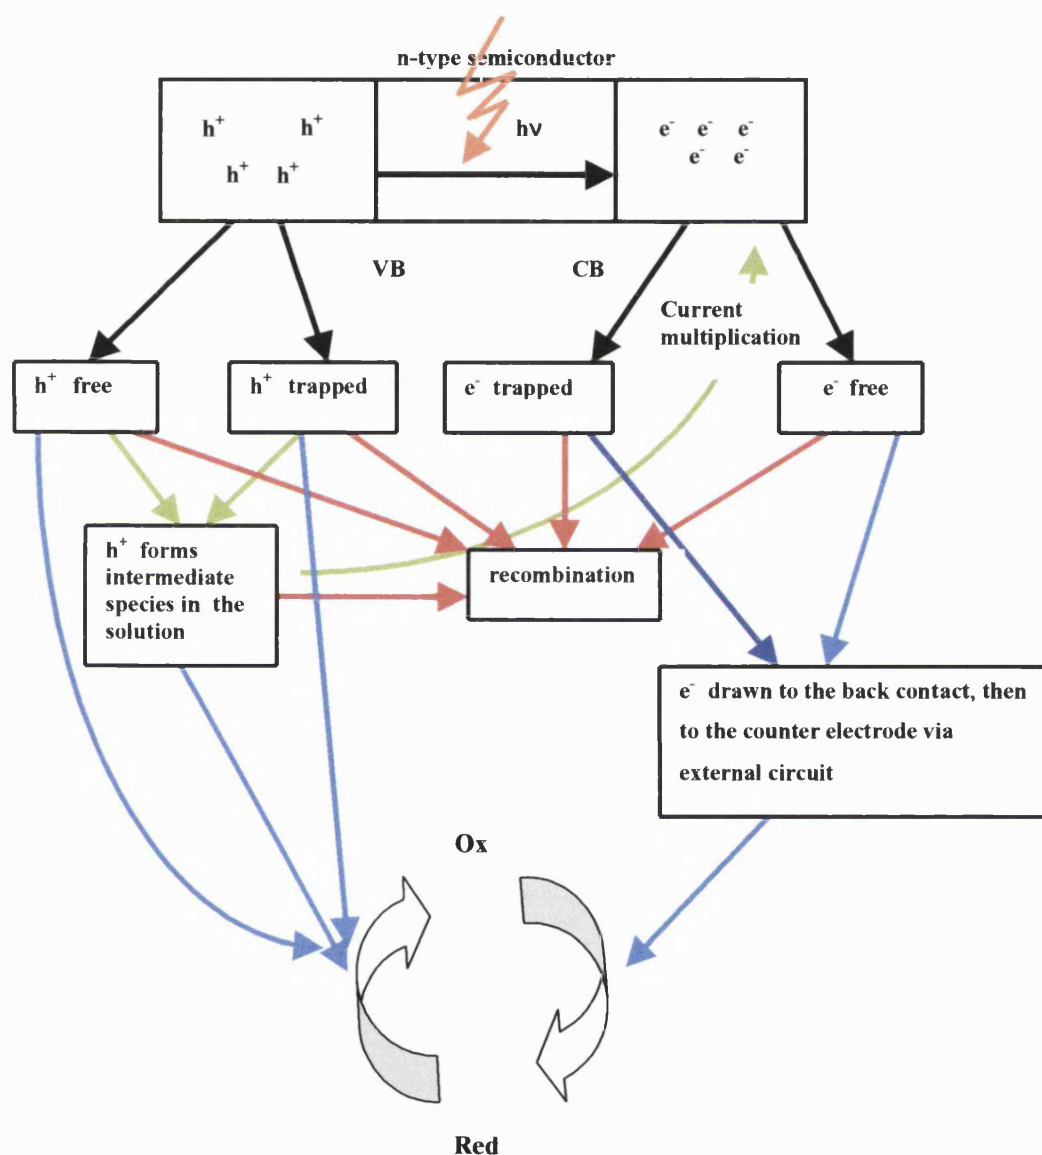 n-type semiconductor
h⁺ h⁺
h⁺ h⁺
hν
e⁻ e⁻ e⁻
e⁻ e⁻
VB
CB
Current
multiplication
h⁺ free
h⁺ trapped
e⁻ trapped
e⁻ free
h⁺ forms
intermediate
species in the
solution
recombination
e⁻ drawn to the back contact, then
to the counter electrode via
external circuit
Ox
Red